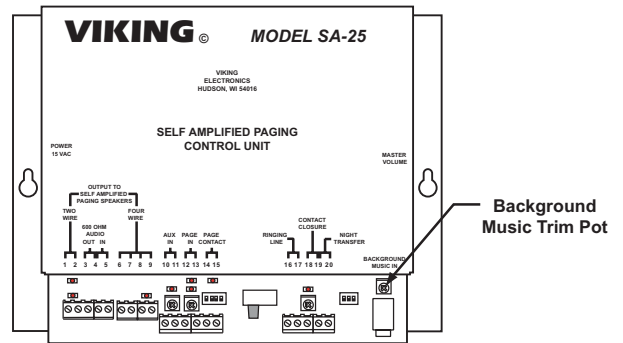 VIKING © MODEL SA-25
VIKING
ELECTRONICS
HUDSON, WI 54016
SELF AMPLIFIED PAGING
CONTROL UNIT
POWER
15 VAC
MASTER
VOLUME
OUTPUT TO
SELF AMPLIFIED
PAGING SPEAKERS
TWO
WIRE
FOUR
WIRE
600 OHM
AUDIO
OUT IN
AUX
IN
PAGE
IN
PAGE
CONTACT
RINGING
LINE
CONTACT
CLOSURE
NIGHT
TRANSFER
BACKGROUND
MUSIC IN
1 2 3 4 5 6 7 8 9 10 11 12 13 14 15 16 17 18 19 20
Background
Music Trim Pot